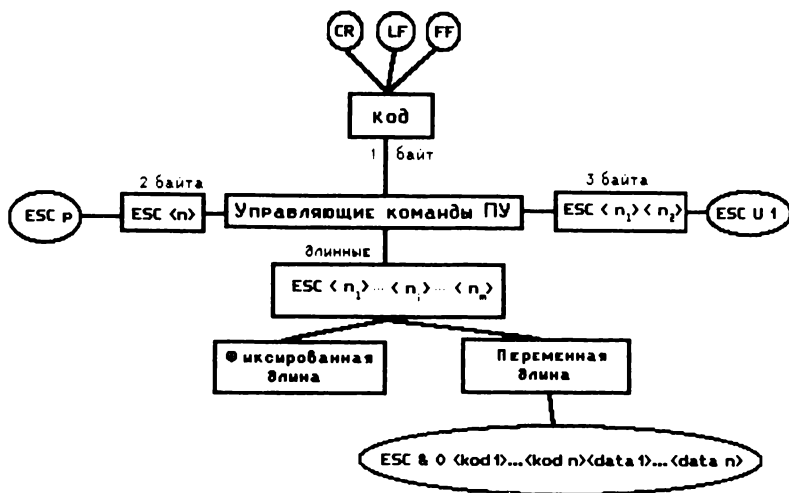 CR LF FF
код
1 байт
2 байта
3 байта
ESC p
ESC <n>
Управляющие команды ПУ
ESC < n₁> < n₂>
ESC U 1
длинные
ESC < n₁> ... < nᵢ> ... < nₘ>
Фиксированная
длина
Переменная
длина
ESC & 0 <kod 1>...<kod n><data 1>...<data n>